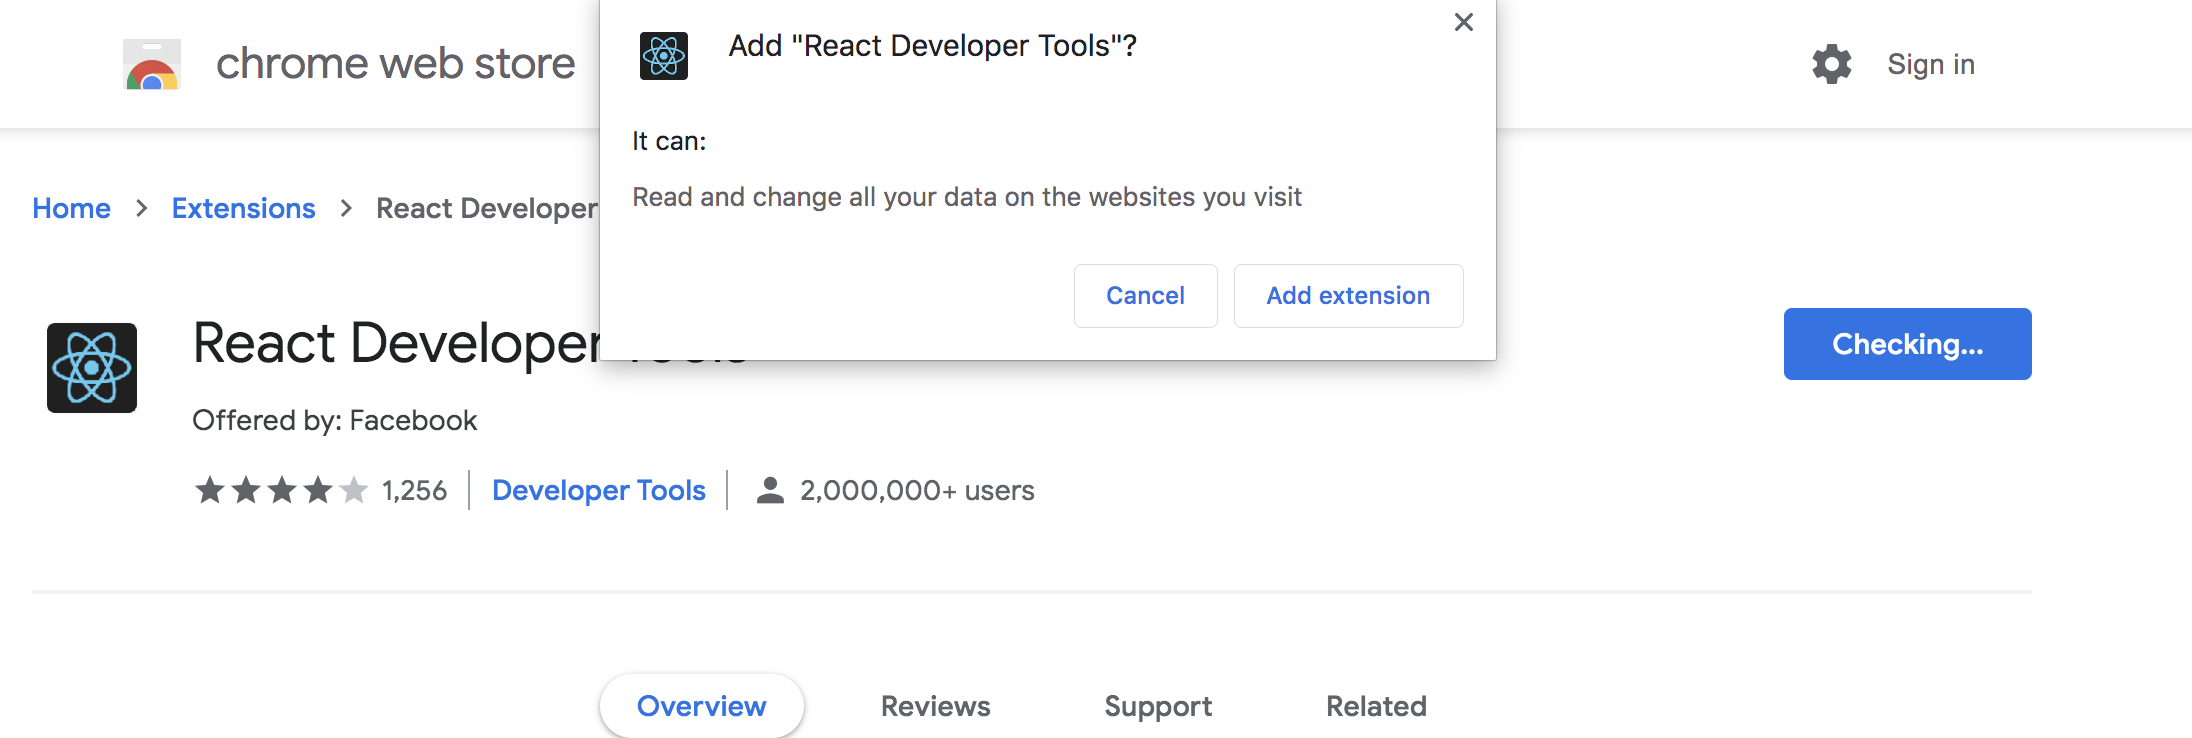 chrome web store
Add "React Developer Tools"?
Sign in
It can:
Read and change all your data on the websites you visit
Home > Extensions > React Developer
Cancel
Add extension
React Developer
Checking...
Offered by: Facebook
1,256
Developer Tools
2,000,000+ users
Overview
Reviews
Support
Related